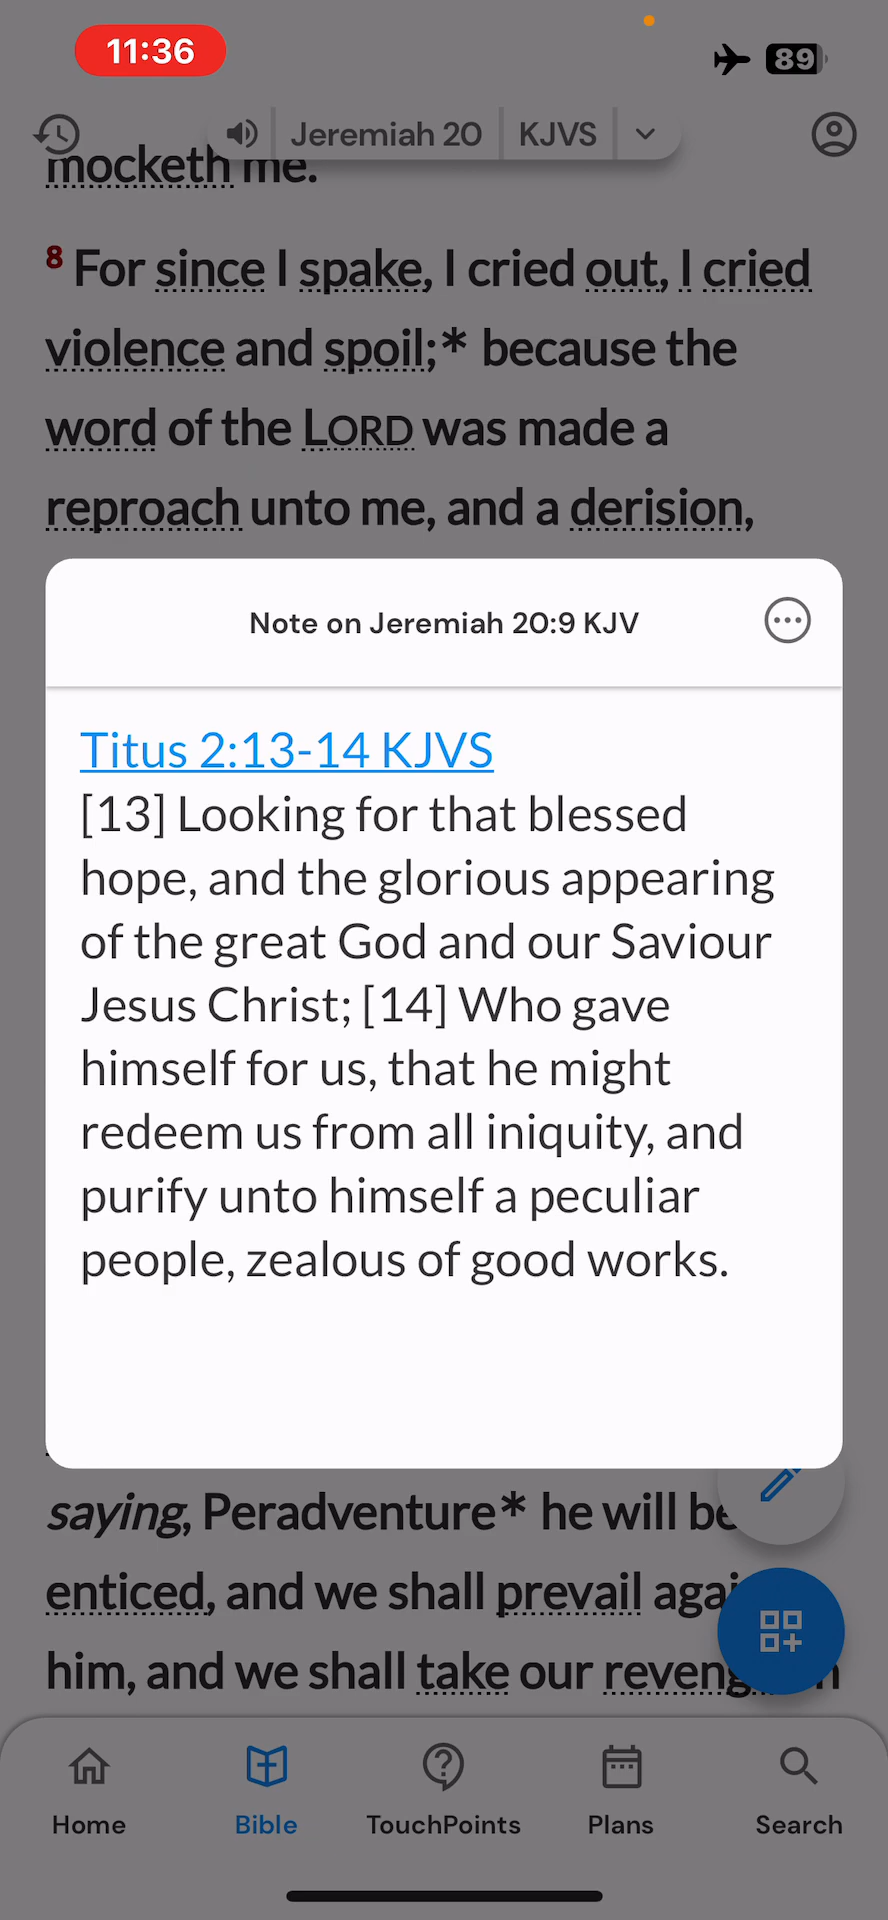 11:36
89
Jeremiah 20 KJVS
mocketh me.
8 For since I spake, I cried out, I cried
violence and spoil;* because the
word of the LORD was made a
reproach unto me, and a derision,
Note on Jeremiah 20:9 KJV
Titus 2:13-14 KJVS
[13] Looking for that blessed
hope, and the glorious appearing
of the great God and our Saviour
Jesus Christ; [14] Who gave
himself for us, that he might
redeem us from all iniquity, and
purify unto himself a peculiar
people, zealous of good works.
saying, Peradventure* he will be
enticed, and we shall prevail
him, and we shall take our
Home Bible TouchPoints Plans Search